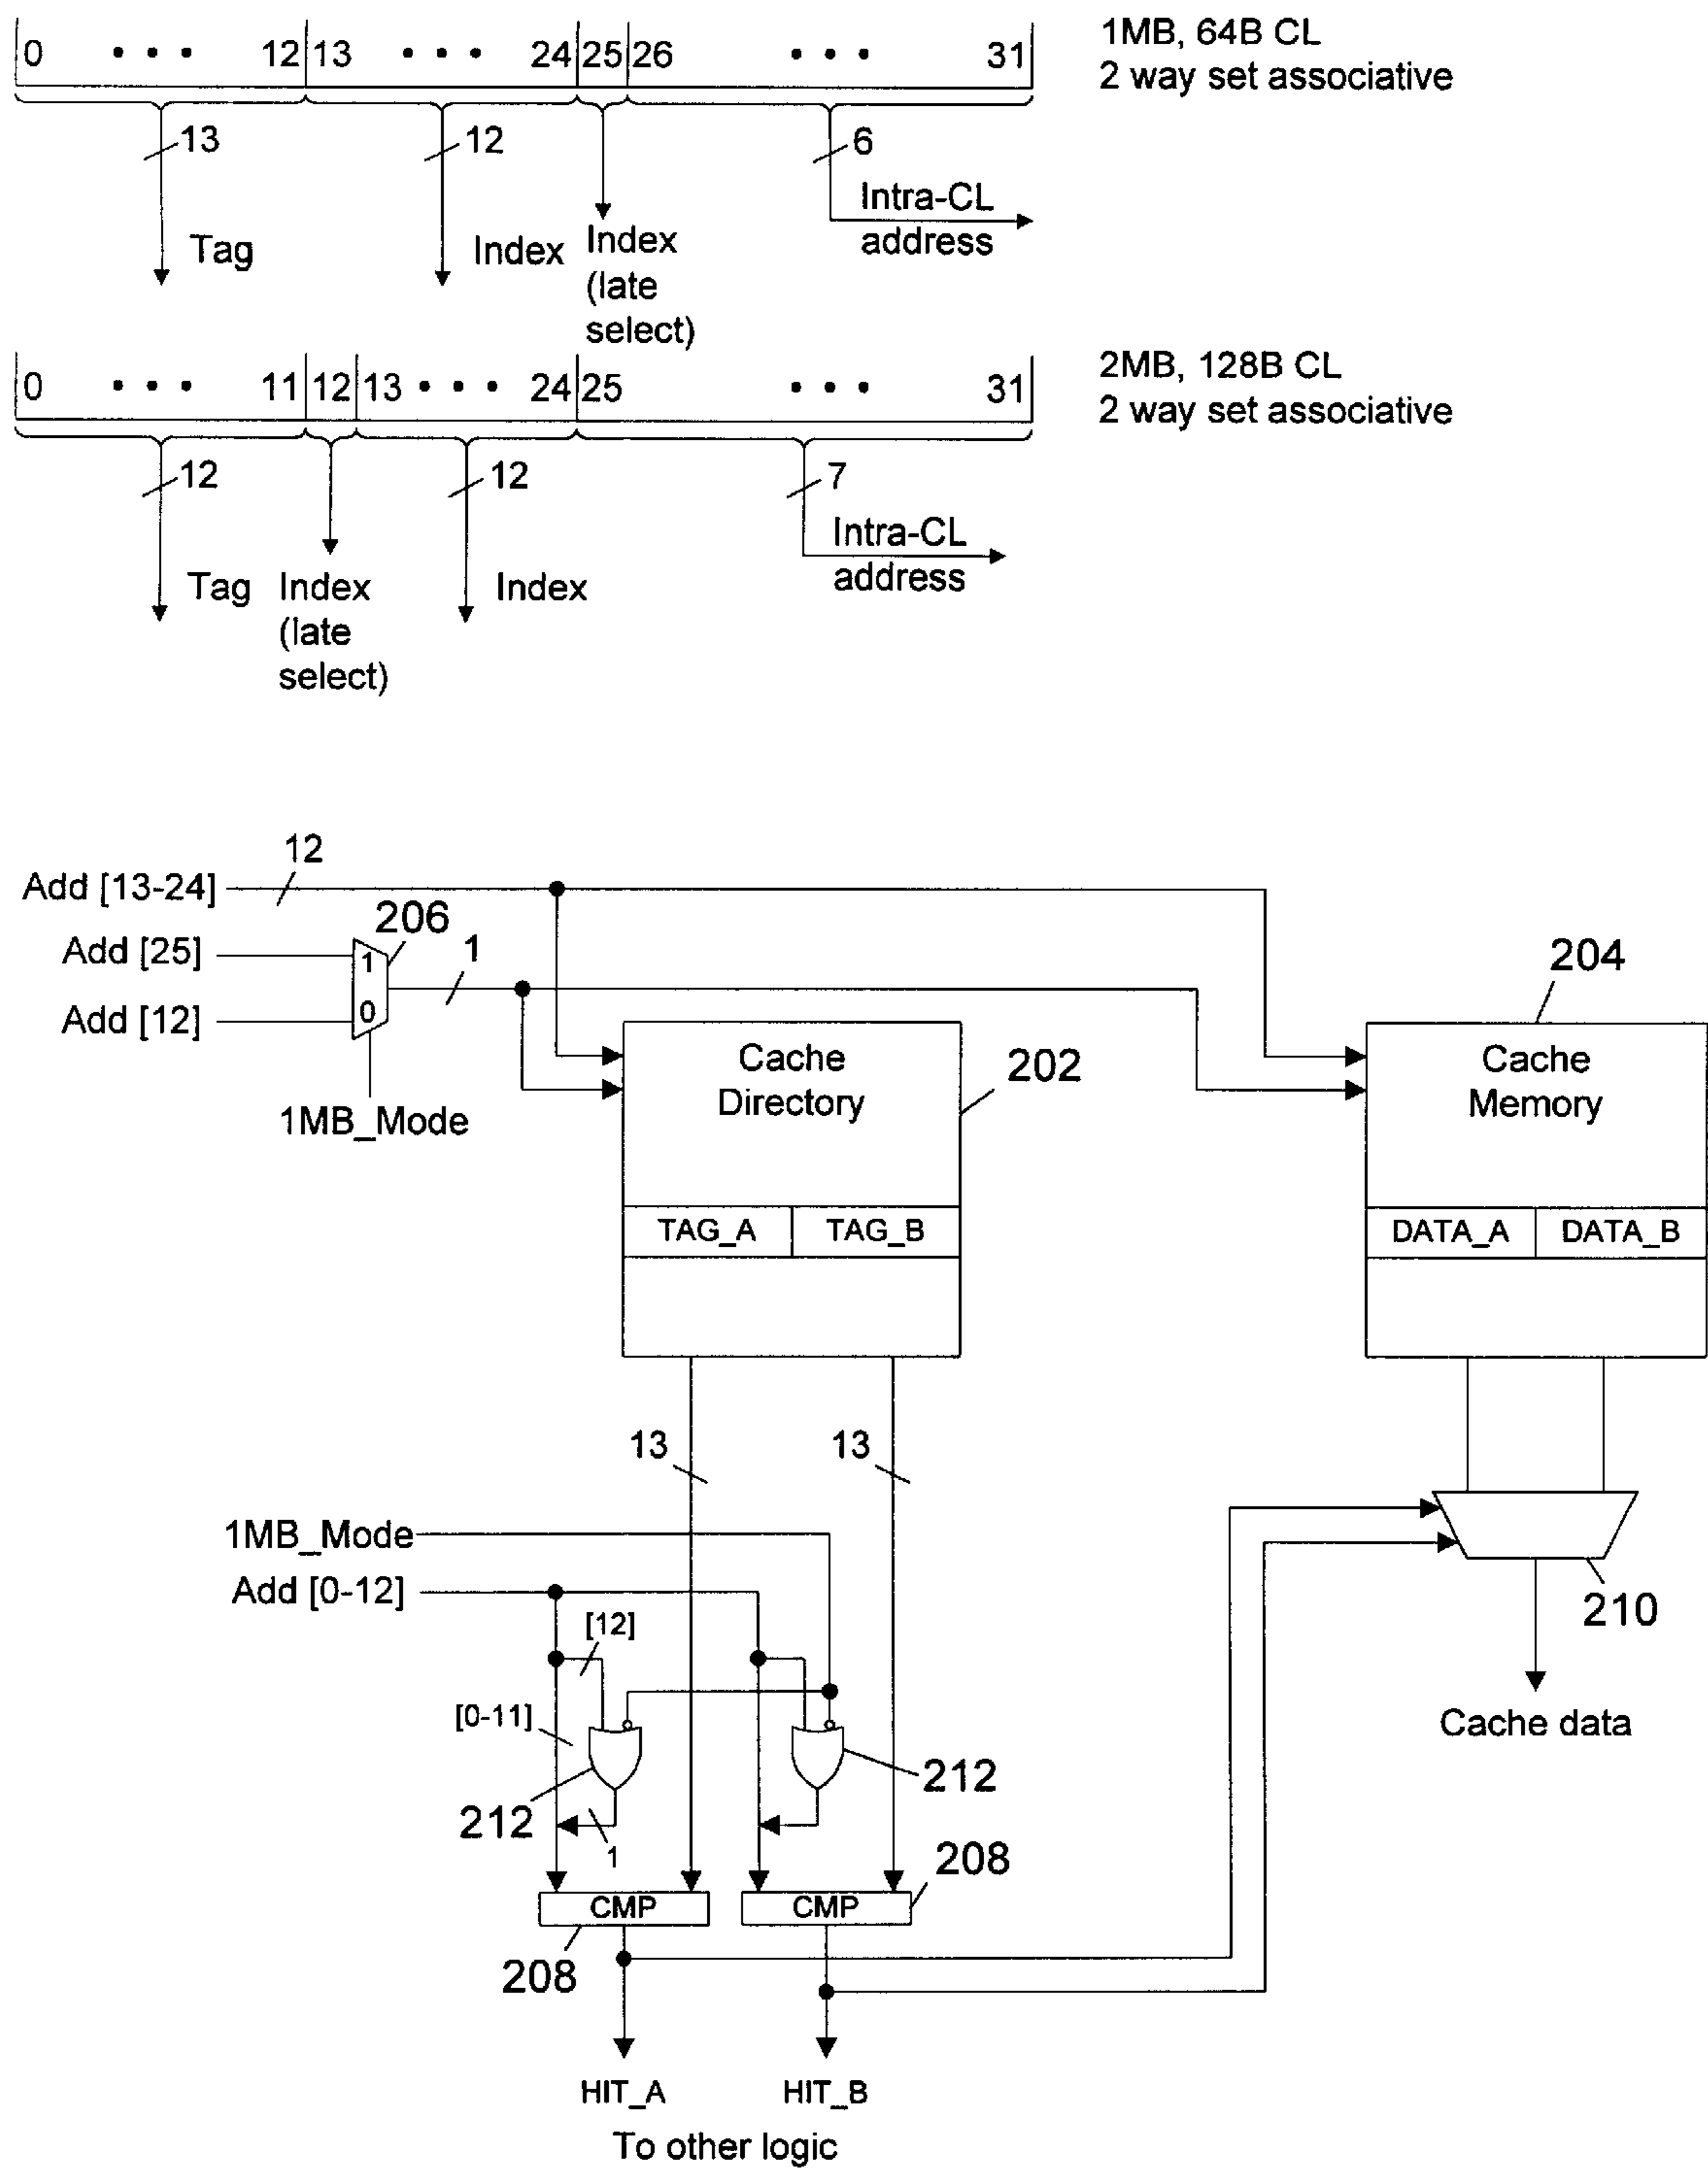 0 • • • 12 13 • • • 24 25 26 • • • 31
1MB, 64B CL
2 way set associative
13
12
6
Tag
Index
Index
(late
select)
Intra-CL
address
0 • • • 11 12 13 • • • 24 25 • • • 31
2MB, 128B CL
2 way set associative
12
12
7
Tag
Index
(late
select)
Index
Intra-CL
address
12
Add [13-24]
206
Add [25]
1
1
Add [12]
0
1MB_Mode
204
Cache
Directory
202
Cache
Memory
TAG_A
TAG_B
DATA_A
DATA_B
13
13
1MB_Mode
Add [0-12]
[12]
210
[0-11]
Cache data
212
212
1
208
CMP
CMP
208
HIT_A
HIT_B
To other logic